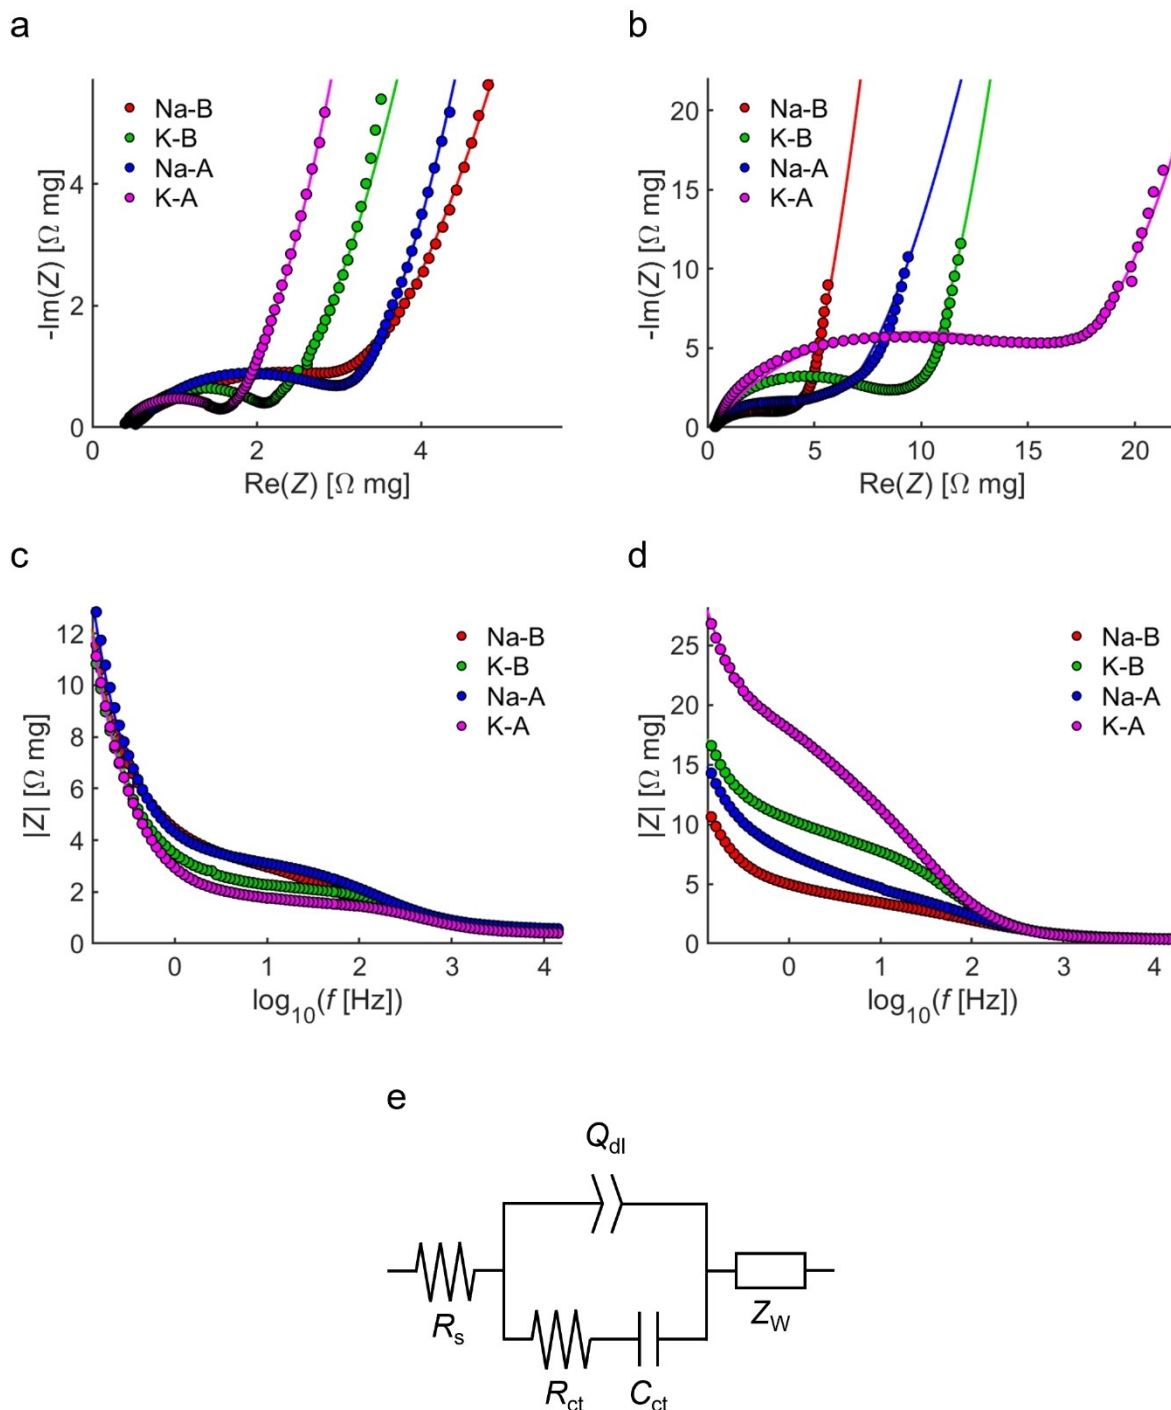 a
Na-B
K-B
Na-A
K-A
4
2
0
0 2 4
-Im(Z) [Ω mg]
Re(Z) [Ω mg]
b
Na-B
K-B
Na-A
K-A
20
15
10
5
0
0 5 10 15 20
-Im(Z) [Ω mg]
Re(Z) [Ω mg]
c
Na-B
K-B
Na-A
K-A
12
10
8
6
4
2
0
0 1 2 3 4
|Z| [Ω mg]
log₁₀(f [Hz])
d
Na-B
K-B
Na-A
K-A
25
20
15
10
5
0
0 1 2 3 4
|Z| [Ω mg]
log₁₀(f [Hz])
e
Qdl
Rs
Rct
Cct
ZW